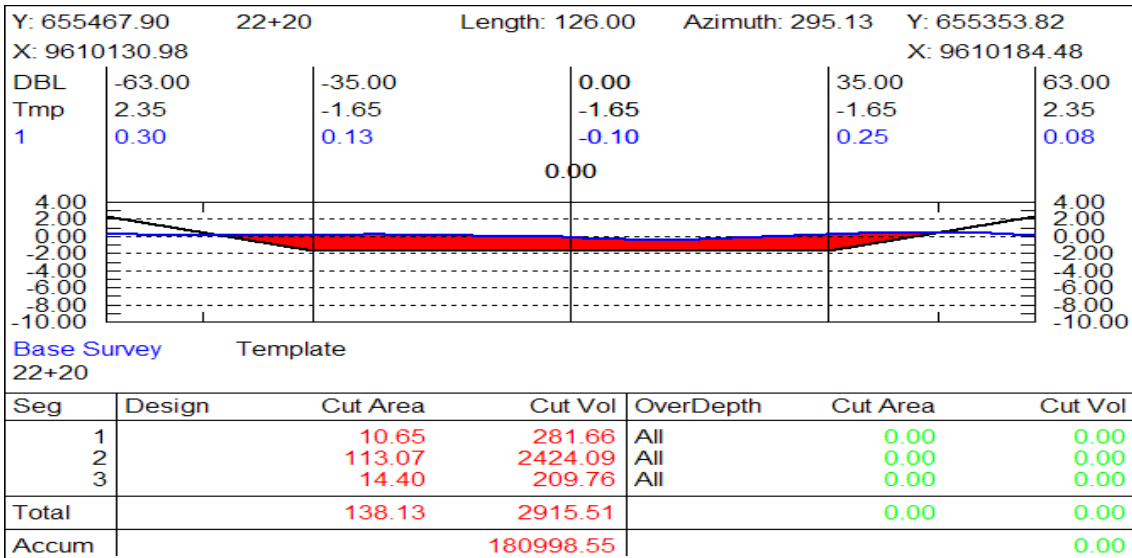 Y: 655467.90 22+20 Length: 126.00 Azimuth: 295.13 Y: 655353.82
X: 9610130.98 X: 9610184.48
DBL -63.00 -35.00 0.00 35.00 63.00
Tmp 2.35 -1.65 -1.65 -1.65 2.35
1 0.30 0.13 -0.10 0.25 0.08
0.00
4.00 4.00
2.00 2.00
0.00 0.00
-2.00 -2.00
-4.00 -4.00
-6.00 -6.00
-8.00 -8.00
-10.00 -10.00
Base Survey Template
22+20
Seg Design Cut Area Cut Vol OverDepth Cut Area Cut Vol
1 10.65 281.66 All 0.00 0.00
2 113.07 2424.09 All 0.00 0.00
3 14.40 209.76 All 0.00 0.00
Total 138.13 2915.51 0.00 0.00
Accum 180998.55 0.00